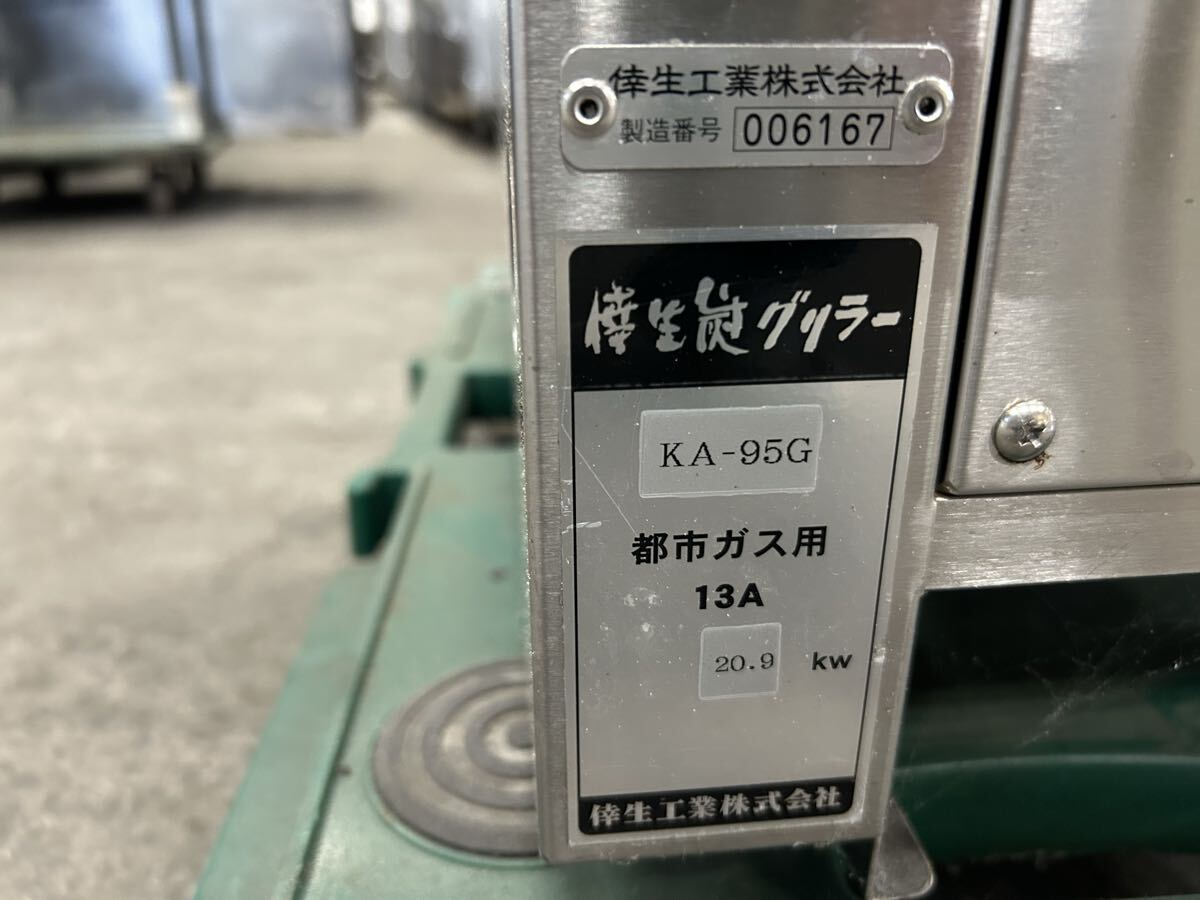 倖生工業株式会社
製造番号 006167
倖生炭グリラー
KA-95G
都市ガス用
13A
20.9 kw
倖生工業株式会社